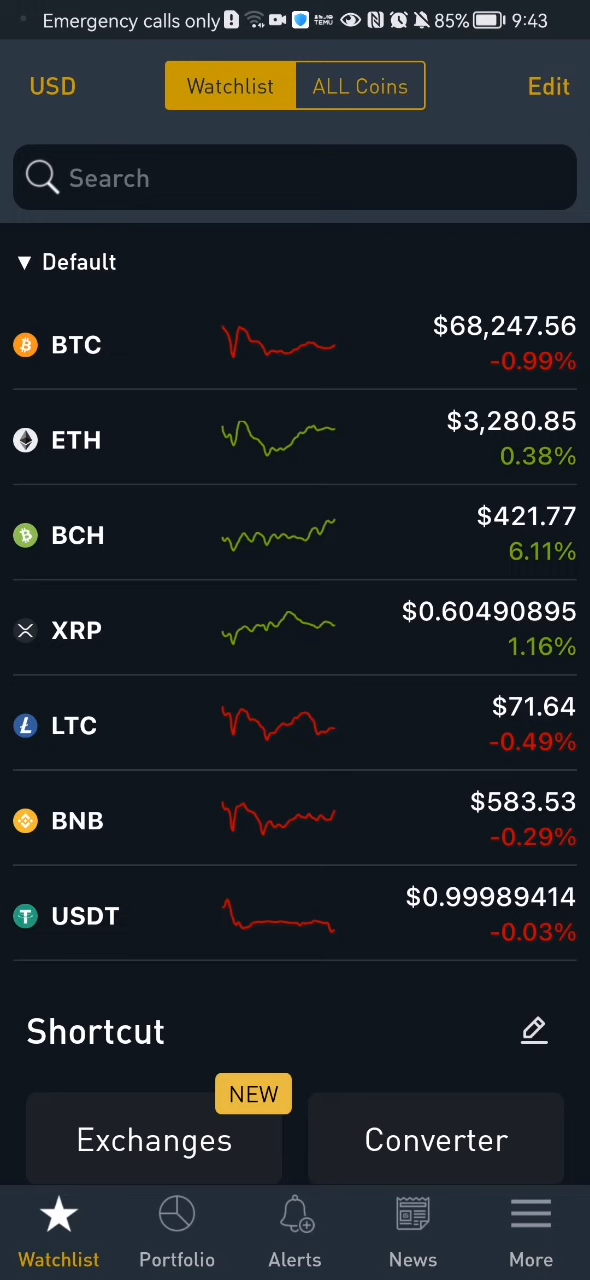 Emergency calls only 85% 9:43
USD Watchlist ALL Coins Edit
Search
▼ Default
BTC $68,247.56
-0.99%
ETH $3,280.85
0.38%
BCH $421.77
6.11%
XRP $0.60490895
1.16%
LTC $71.64
-0.49%
BNB $583.53
-0.29%
USDT $0.99989414
-0.03%
Shortcut
NEW
Exchanges Converter
Watchlist Portfolio Alerts News More